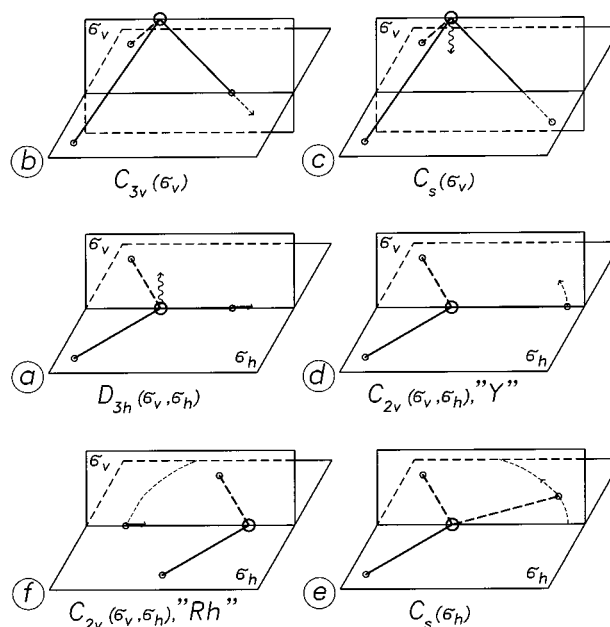 σv σv
b C3v (σv) c Cs (σv)
σv σv
σh σh
a D3h (σv, σh) d C2v (σv, σh), "Y"
σv
σh σh
f C2v (σv, σh), "Rh" e Cs (σh)